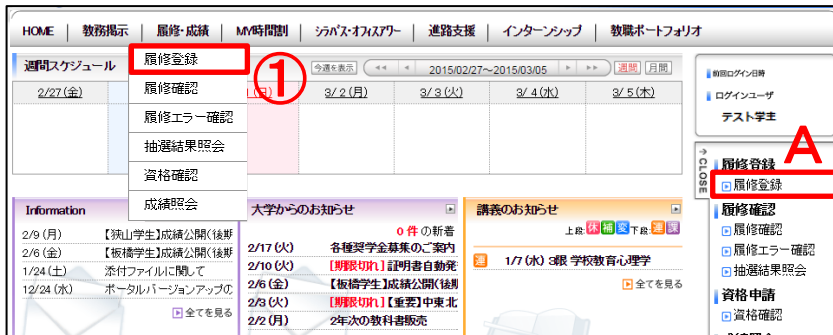 HOME 教務掲示 履修・成績 MY時間割 シラバス・オフィスアワー 進路支援 インターンシップ 教職ポートフォリオ
週間スケジュール
履修登録
履修確認
履修エラー確認
抽選結果照会
資格確認
成績照会
①
今週を表示 2015/02/27～2015/03/05 週間 月間
2/27(金) (日) 3/2(月) 3/3(火) 3/4(水) 3/5(木)
前回ログイン日時
ログインユーザ
テスト学主
A
CLOSE
履修登録
履修登録
履修確認
履修確認
履修エラー確認
抽選結果照会
資格申請
資格確認
Information
2/9(月) 【狭山学生】成績公開(後期
2/6(金) 【板橋学生】成績公開(後期
1/24(土) 添付ファイルに関して
12/24(水) ポータルバージョンアップの
全てを見る
大学からのお知らせ
0件の新着
2/17(火) 各種奨学金募集のご案内
2/10(火) [期限切れ]証明書自動発
2/6(金) 【板橋学生】成績公開(後期
2/3(火) [期限切れ]【重要】中東北
2/2(月) 2年次の教科書販売
講義のお知らせ
上段:休補変下段:連課
連 1/7(水) 3限 学校教育心理学
全てを見る